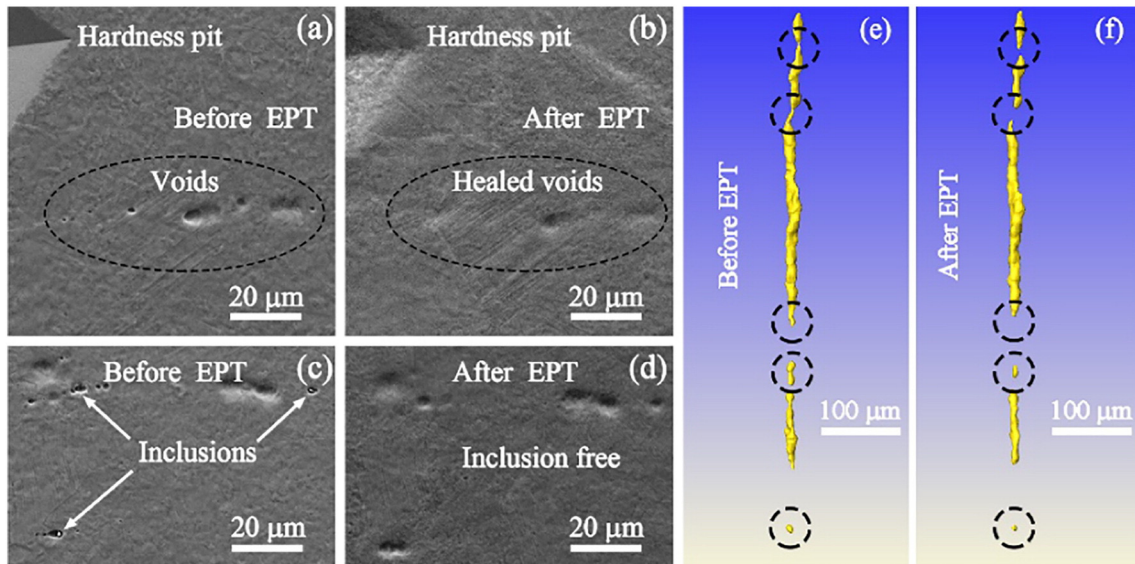 (a)
Hardness pit
Before EPT
Voids
20 μm
(b)
Hardness pit
After EPT
Healed voids
20 μm
(c)
Before EPT
Inclusions
20 μm
(d)
After EPT
Inclusion free
20 μm
(e)
Before EPT
100 μm
(f)
After EPT
100 μm